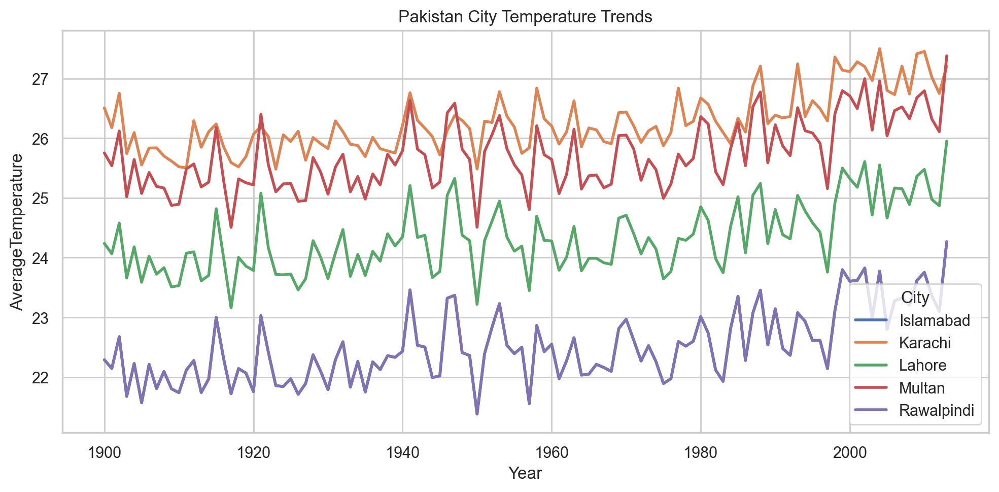 Pakistan City Temperature Trends
AverageTemperature
27
26
25
24
23
22
City
Islamabad
Karachi
Lahore
Multan
Rawalpindi
1900 1920 1940 1960 1980 2000
Year